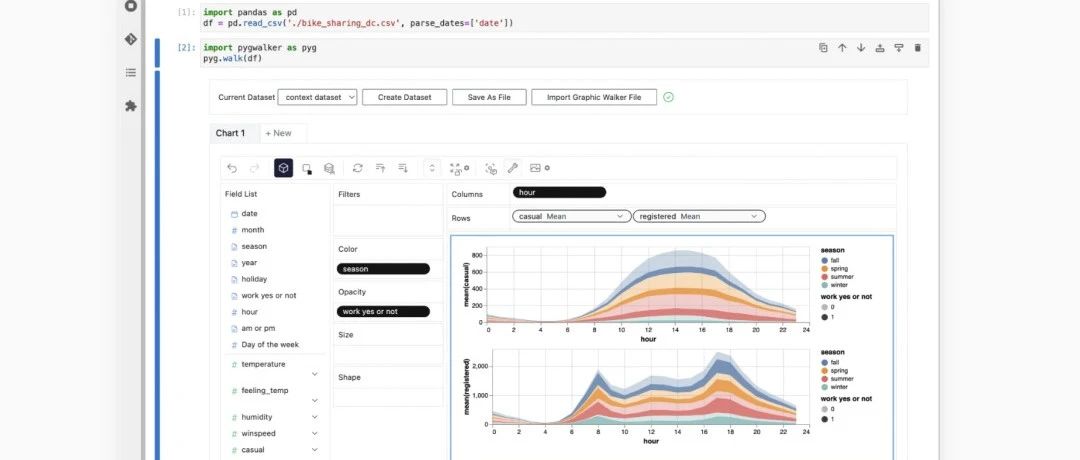 [1]: import pandas as pd
df = pd.read_csv('./bike_sharing_dc.csv', parse_dates=['date'])
[2]: import pygwalker as pyg
pyg.walk(df)
Current Dataset context dataset Create Dataset Save As File Import Graphic Walker File
Chart 1 + New
Field List
date
# month
season
year
holiday
work yes or not
# hour
am or pm
# Day of the week
# temperature
# feeling_temp
# humidity
# winspeed
# casual
Filters
Color
season
Opacity
work yes or not
Size
Shape
Columns hour
Rows casual Mean registered Mean
mean(casual)
800
600
400
200
0
0 2 4 6 8 10 12 14 16 18 20 22 24
hour
season
fall
spring
summer
winter
work yes or not
0
1
mean(registered)
2,000
1,000
0
0 2 4 6 8 10 12 14 16 18 20 22 24
hour
season
fall
spring
summer
winter
work yes or not
0
1